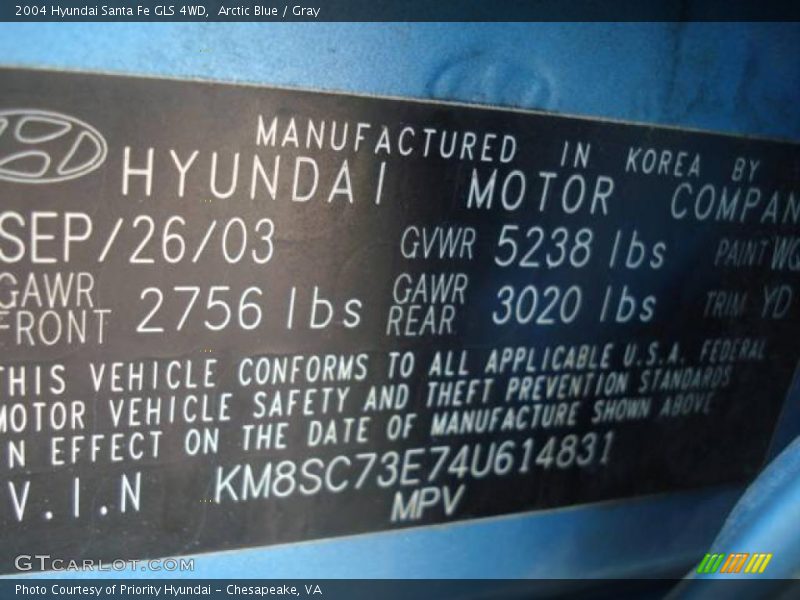 2004 Hyundai Santa Fe GLS 4WD, Arctic Blue / Gray
MANUFACTURED IN KOREA BY
HYUNDAI MOTOR COMPAN
SEP/26/03 GVWR 5238 lbs PAINT WG
GAWR FRONT 2756 lbs GAWR REAR 3020 lbs TRIM YD
THIS VEHICLE CONFORMS TO ALL APPLICABLE U.S.A. FEDERAL
MOTOR VEHICLE SAFETY AND THEFT PREVENTION STANDARDS
IN EFFECT ON THE DATE OF MANUFACTURE SHOWN ABOVE
V.I.N KM8SC73E74U614831
MPV
GTcarlot.com
Photo Courtesy of Priority Hyundai - Chesapeake, VA